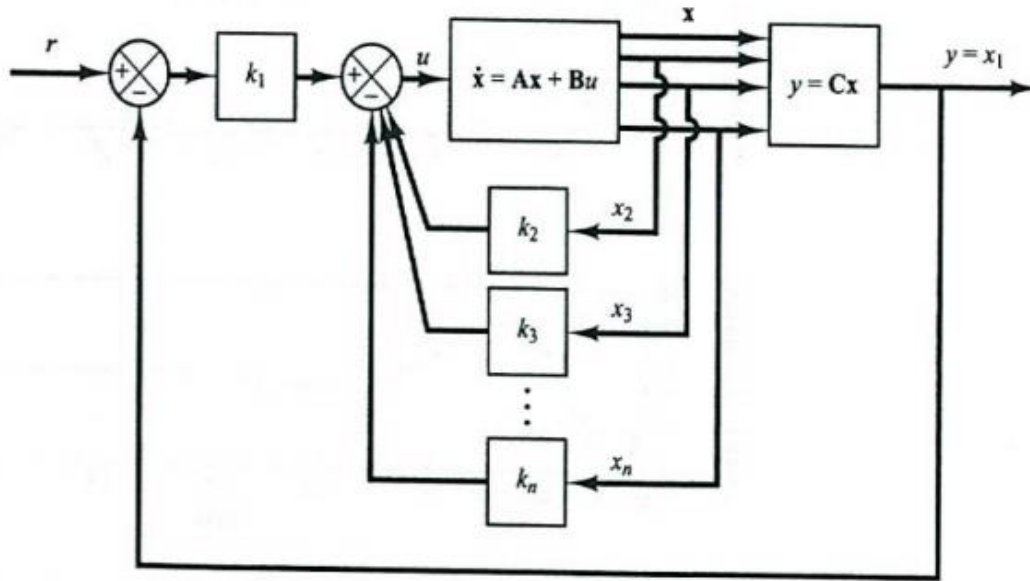 x
r
y = x₁
+
−
k₁
+
−
u
ẋ = Ax + Bu
y = Cx
k₂
x₂
k₃
x₃
⋮
kₙ
xₙ